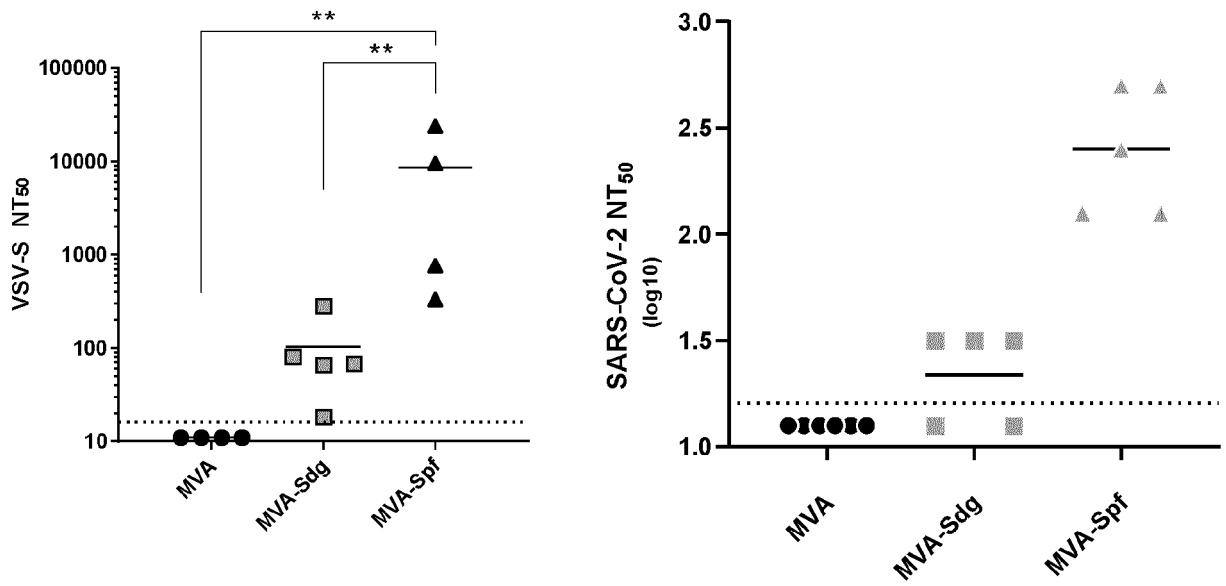 **
**
VSV-S NT50
100000
10000
1000
100
10
MVA
MVA-Sdg
MVA-Spf
SARS-CoV-2 NT50
(log10)
3.0
2.5
2.0
1.5
1.0
MVA
MVA-Sdg
MVA-Spf